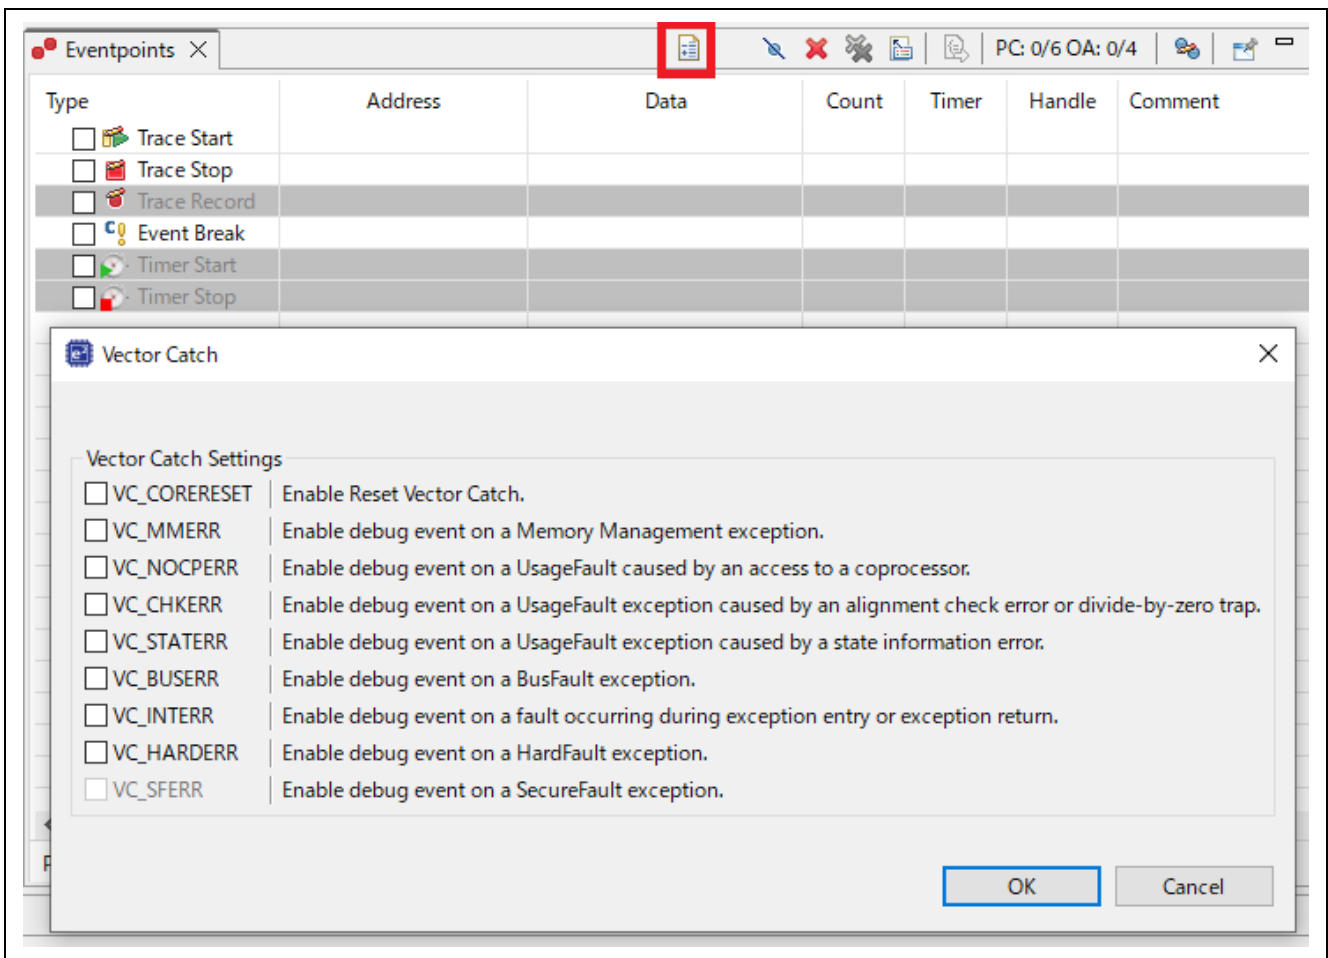 Eventpoints
PC: 0/6 OA: 0/4
Type Address Data Count Timer Handle Comment
Trace Start
Trace Stop
Trace Record
Event Break
Timer Start
Timer Stop
Vector Catch
Vector Catch Settings
VC_CORERESET Enable Reset Vector Catch.
VC_MMERR Enable debug event on a Memory Management exception.
VC_NOCPERR Enable debug event on a UsageFault caused by an access to a coprocessor.
VC_CHKERR Enable debug event on a UsageFault exception caused by an alignment check error or divide-by-zero trap.
VC_STATERR Enable debug event on a UsageFault exception caused by a state information error.
VC_BUSERR Enable debug event on a BusFault exception.
VC_INTERR Enable debug event on a fault occurring during exception entry or exception return.
VC_HARDERR Enable debug event on a HardFault exception.
VC_SFERR Enable debug event on a SecureFault exception.
OK Cancel